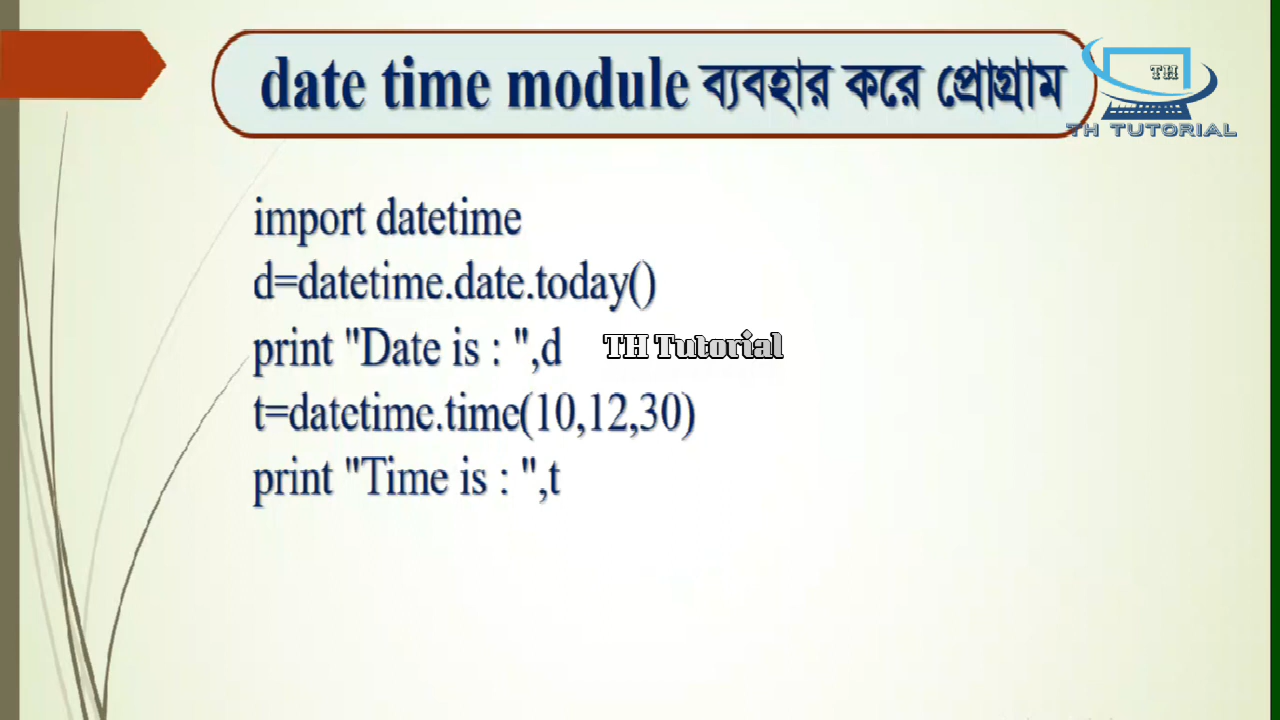 date time module ব্যবহার করে প্রোগ্রাম
TH
TH TUTORIAL
import datetime
d=datetime.date.today()
print "Date is : ",d
TH Tutorial
t=datetime.time(10,12,30)
print "Time is : ",t